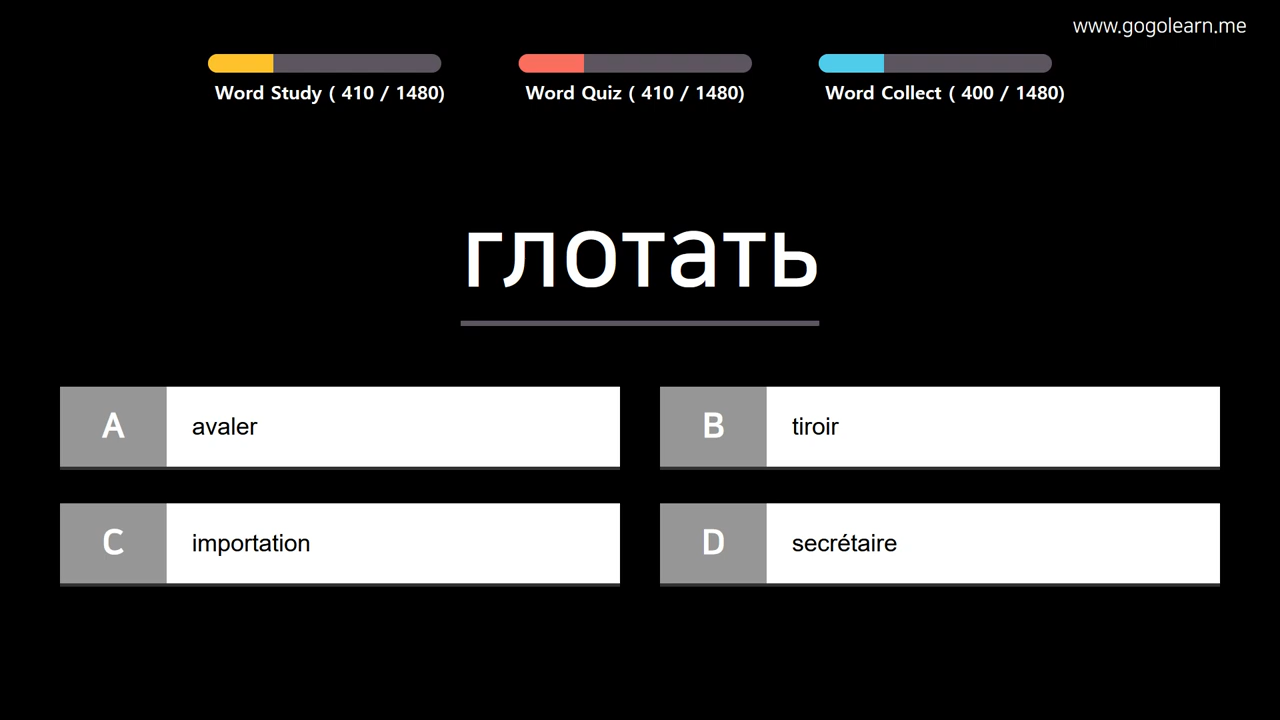 www.gogolearn.me
Word Study ( 410 / 1480)
Word Quiz ( 410 / 1480)
Word Collect ( 400 / 1480)
глотать
A avaler
B tiroir
C importation
D secrétaire